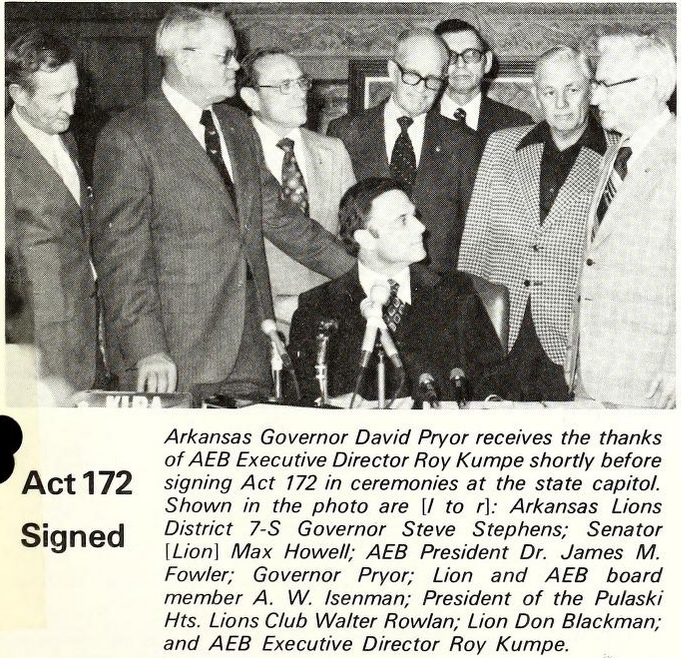 Act 172
Signed
Arkansas Governor David Pryor receives the thanks
of AEB Executive Director Roy Kumpe shortly before
signing Act 172 in ceremonies at the state capitol.
Shown in the photo are [l to r]: Arkansas Lions
District 7-S Governor Steve Stephens; Senator
[Lion] Max Howell; AEB President Dr. James M.
Fowler; Governor Pryor; Lion and AEB board
member A. W. Isenman; President of the Pulaski
Hts. Lions Club Walter Rowlan; Lion Don Blackman;
and AEB Executive Director Roy Kumpe.